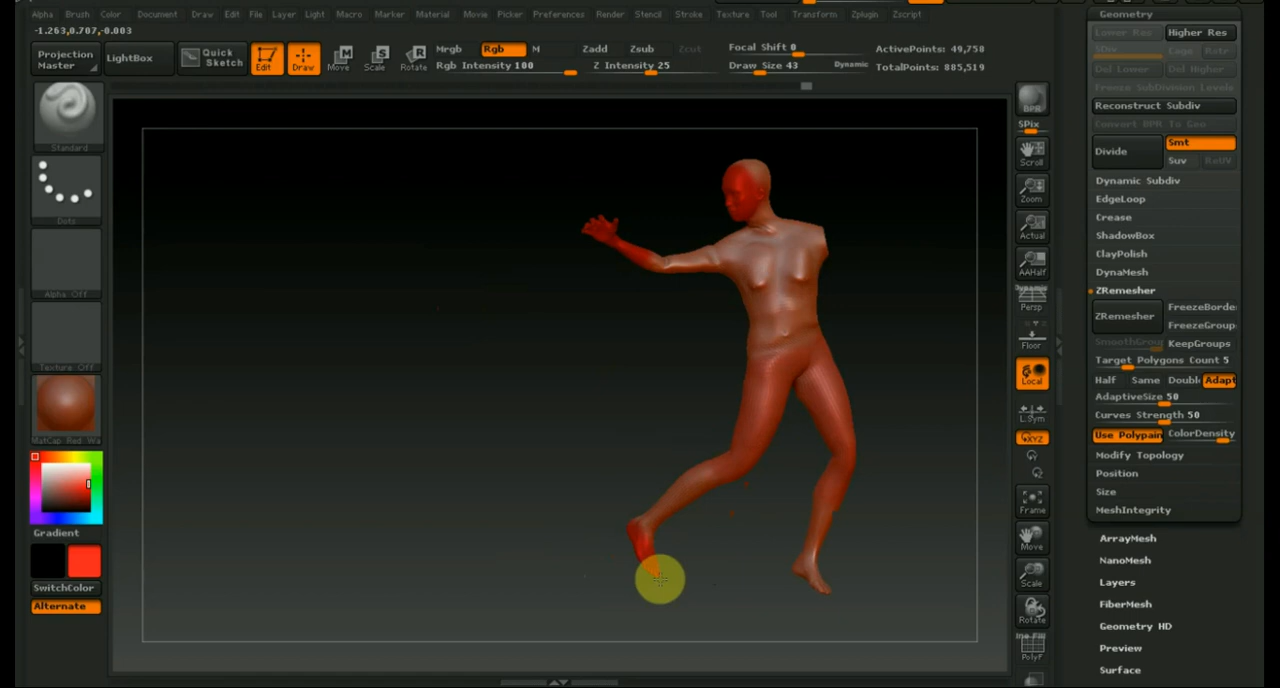 Alpha Brush Color Document Draw Edit File Layer Light Macro Marker Material Movie Picker Preferences Render Stencil Stroke Texture Tool Transform Zplugin Zscript
-1.263,0.707,-0.003
Projection Master
LightBox
Quick Sketch
Edit
Draw
Move
Scale
Rotate
Mrgb Rgb M
Rgb Intensity 100
Zadd Zsub Zcut
Z Intensity 25
Focal Shift 0
Draw Size 43
Dynamic
ActivePoints: 49,758
TotalPoints: 885,519
Standard
Dots
Alpha Off
Texture Off
MatCap Red Wa
Gradient
SwitchColor
Alternate
BPR
SPix
Scroll
Zoom
Actual
AAHalf
Dynamic
Persp
Floor
Local
L.Sym
XYZ
Frame
Move
Scale
Rotate
PolyF
Geometry
Lower Res Higher Res
SDiv Cage Rstr
Del Lower Del Higher
Freeze SubDivision Levels
Reconstruct Subdiv
Convert BPR To Geo
Divide
Smt
Suv ReUV
Dynamic Subdiv
EdgeLoop
Crease
ShadowBox
ClayPolish
DynaMesh
ZRemesher
ZRemesher
FreezeBorde
FreezeGroup
SmoothGroup KeepGroups
Target Polygons Count 5
Half Same Double Adapt
AdaptiveSize 50
Curves Strength 50
Use Polypain ColorDensity
Modify Topology
Position
Size
MeshIntegrity
ArrayMesh
NanoMesh
Layers
FiberMesh
Geometry HD
Preview
Surface